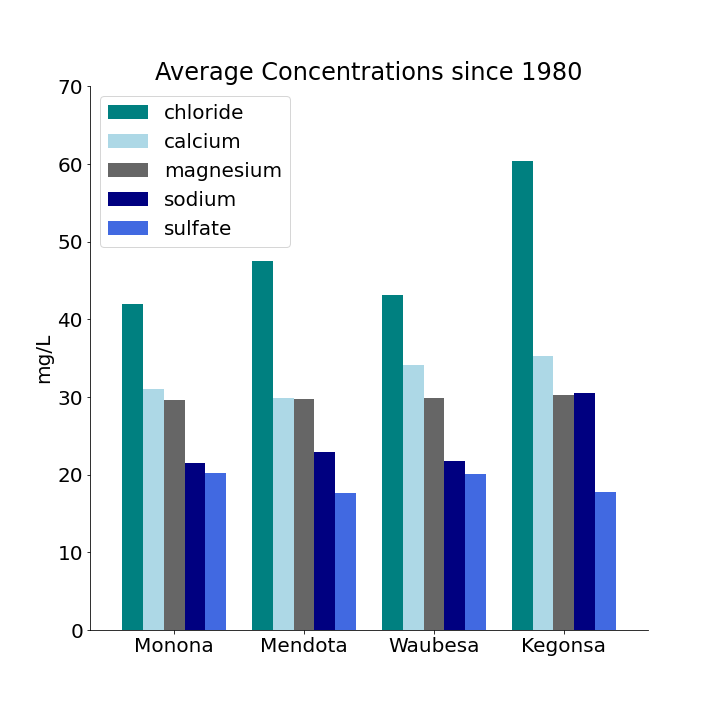 Average Concentrations since 1980
70
60
50
40
30
20
10
0
mg/L
chloride
calcium
magnesium
sodium
sulfate
Monona Mendota Waubesa Kegonsa